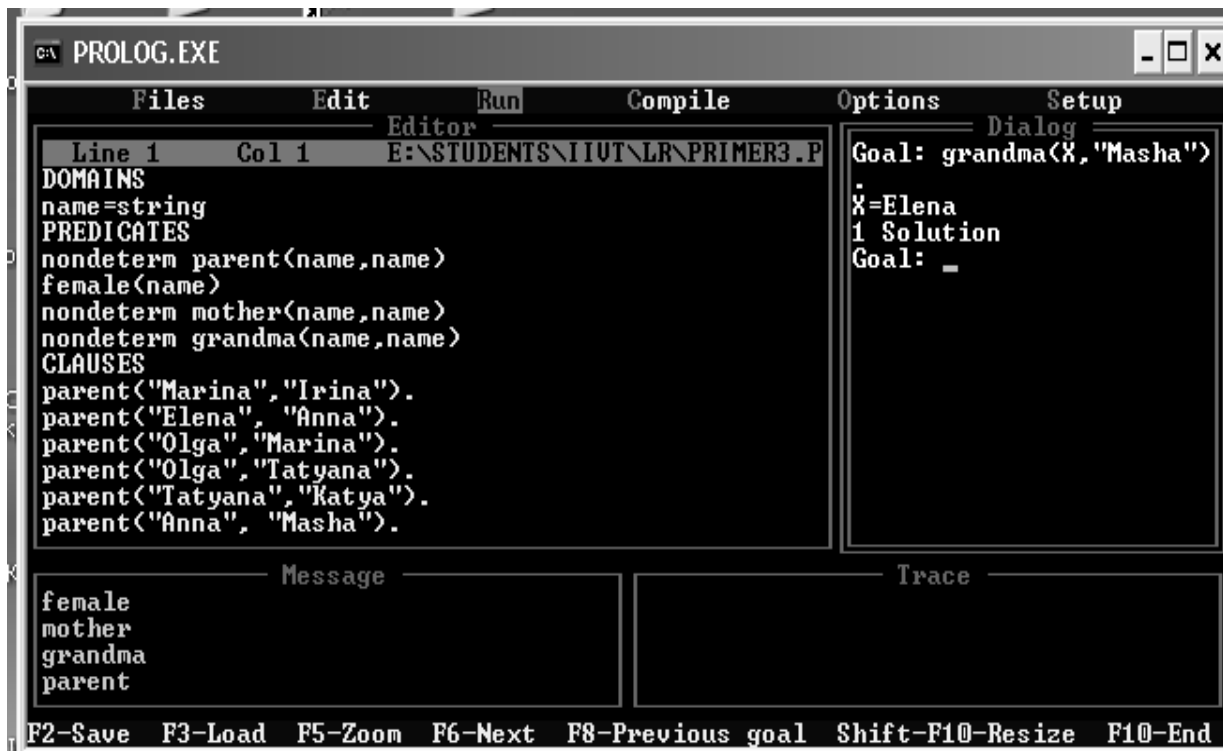 PROLOG.EXE
Files Edit Run Compile Options Setup
Editor
Line 1 Col 1 E:\STUDENTS\IIVT\LR\PRIMER3.P
DOMAINS
name=string
PREDICATES
nondeterm parent(name,name)
female(name)
nondeterm mother(name,name)
nondeterm grandma(name,name)
CLAUSES
parent("Marina","Irina").
parent("Elena", "Anna").
parent("Olga","Marina").
parent("Olga","Tatyana").
parent("Tatyana","Katya").
parent("Anna", "Masha").
Dialog
Goal: grandma(X,"Masha")
.
X=Elena
1 Solution
Goal: _
Message
female
mother
grandma
parent
Trace
F2-Save F3-Load F5-Zoom F6-Next F8-Previous goal Shift-F10-Resize F10-End